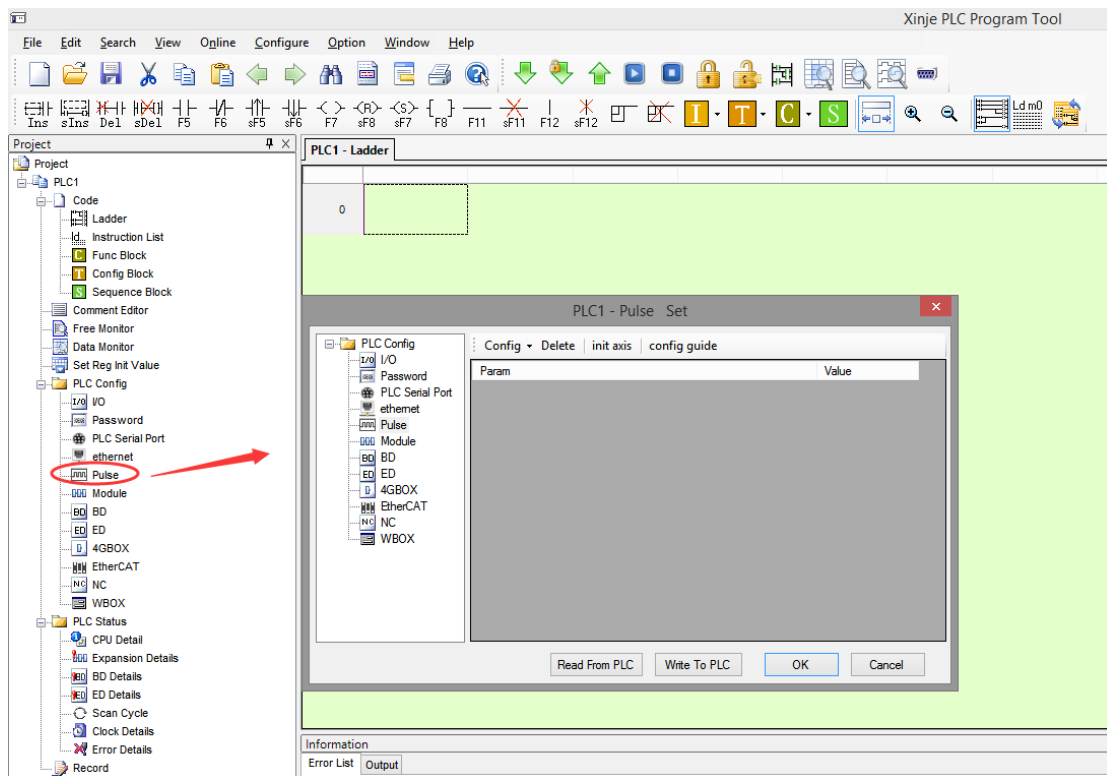 Xinje PLC Program Tool
File Edit Search View Online Configure Option Window Help
Ins sIns Del sDel F5 F6 sF5 sF6 F7 sF8 sF7 F8 F11 sF11 F12 sF12 I T C S Ld m0
Project
PLC1 - Ladder
Project
PLC1
Code
Ladder
Instruction List
Func Block
Config Block
Sequence Block
Comment Editor
Free Monitor
Data Monitor
Set Reg Init Value
PLC Config
I/O
Password
PLC Serial Port
ethernet
Pulse
Module
BD BD
ED ED
4GBOX
EtherCAT
NC NC
WBOX
PLC Status
CPU Detail
Expansion Details
BD Details
ED Details
Scan Cycle
Clock Details
Error Details
Record
0
PLC1 - Pulse Set
PLC Config
I/O I/O
Password
PLC Serial Port
ethernet
Pulse
Module
BD BD
ED ED
4GBOX
EtherCAT
NC NC
WBOX
Config Delete init axis config guide
Param Value
Read From PLC Write To PLC OK Cancel
Information
Error List Output